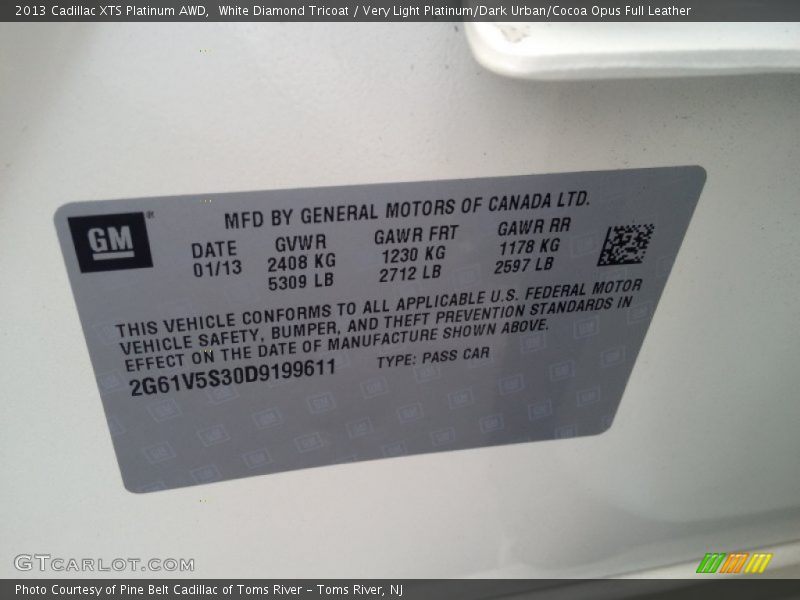 2013 Cadillac XTS Platinum AWD,  White Diamond Tricoat / Very Light Platinum/Dark Urban/Cocoa Opus Full Leather
GM
MFD BY GENERAL MOTORS OF CANADA LTD.
DATE GVWR GAWR FRT GAWR RR
01/13 2408 KG 1230 KG 1178 KG
5309 LB 2712 LB 2597 LB
THIS VEHICLE CONFORMS TO ALL APPLICABLE U.S. FEDERAL MOTOR
VEHICLE SAFETY, BUMPER, AND THEFT PREVENTION STANDARDS IN
EFFECT ON THE DATE OF MANUFACTURE SHOWN ABOVE.
2G61V5S30D9199611 TYPE: PASS CAR
GTCARLOT.COM
Photo Courtesy of Pine Belt Cadillac of Toms River - Toms River, NJ